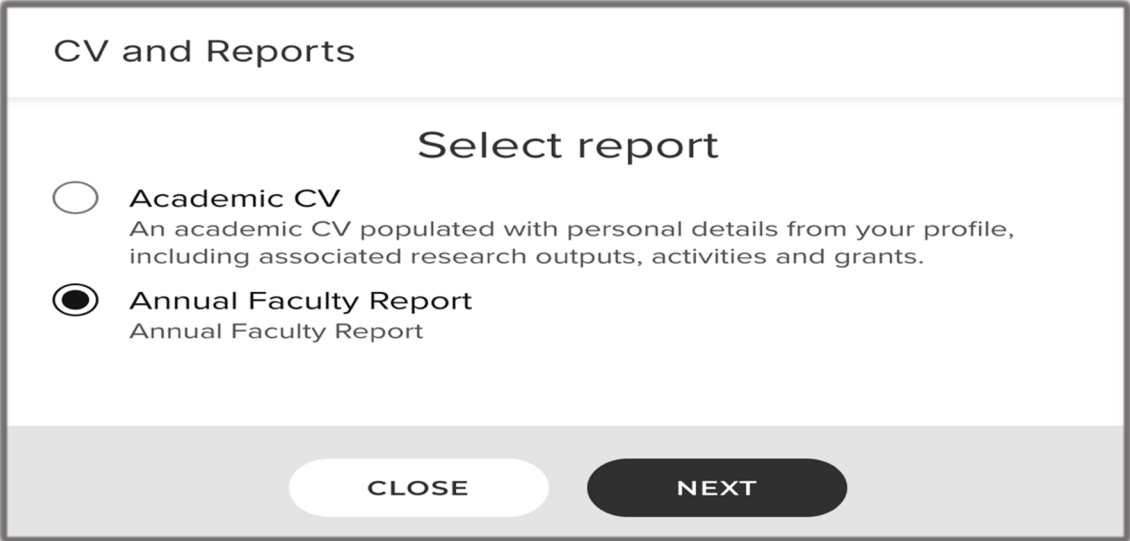 CV and Reports
Select report
Academic CV
An academic CV populated with personal details from your profile,
including associated research outputs, activities and grants.
Annual Faculty Report
Annual Faculty Report
CLOSE
NEXT